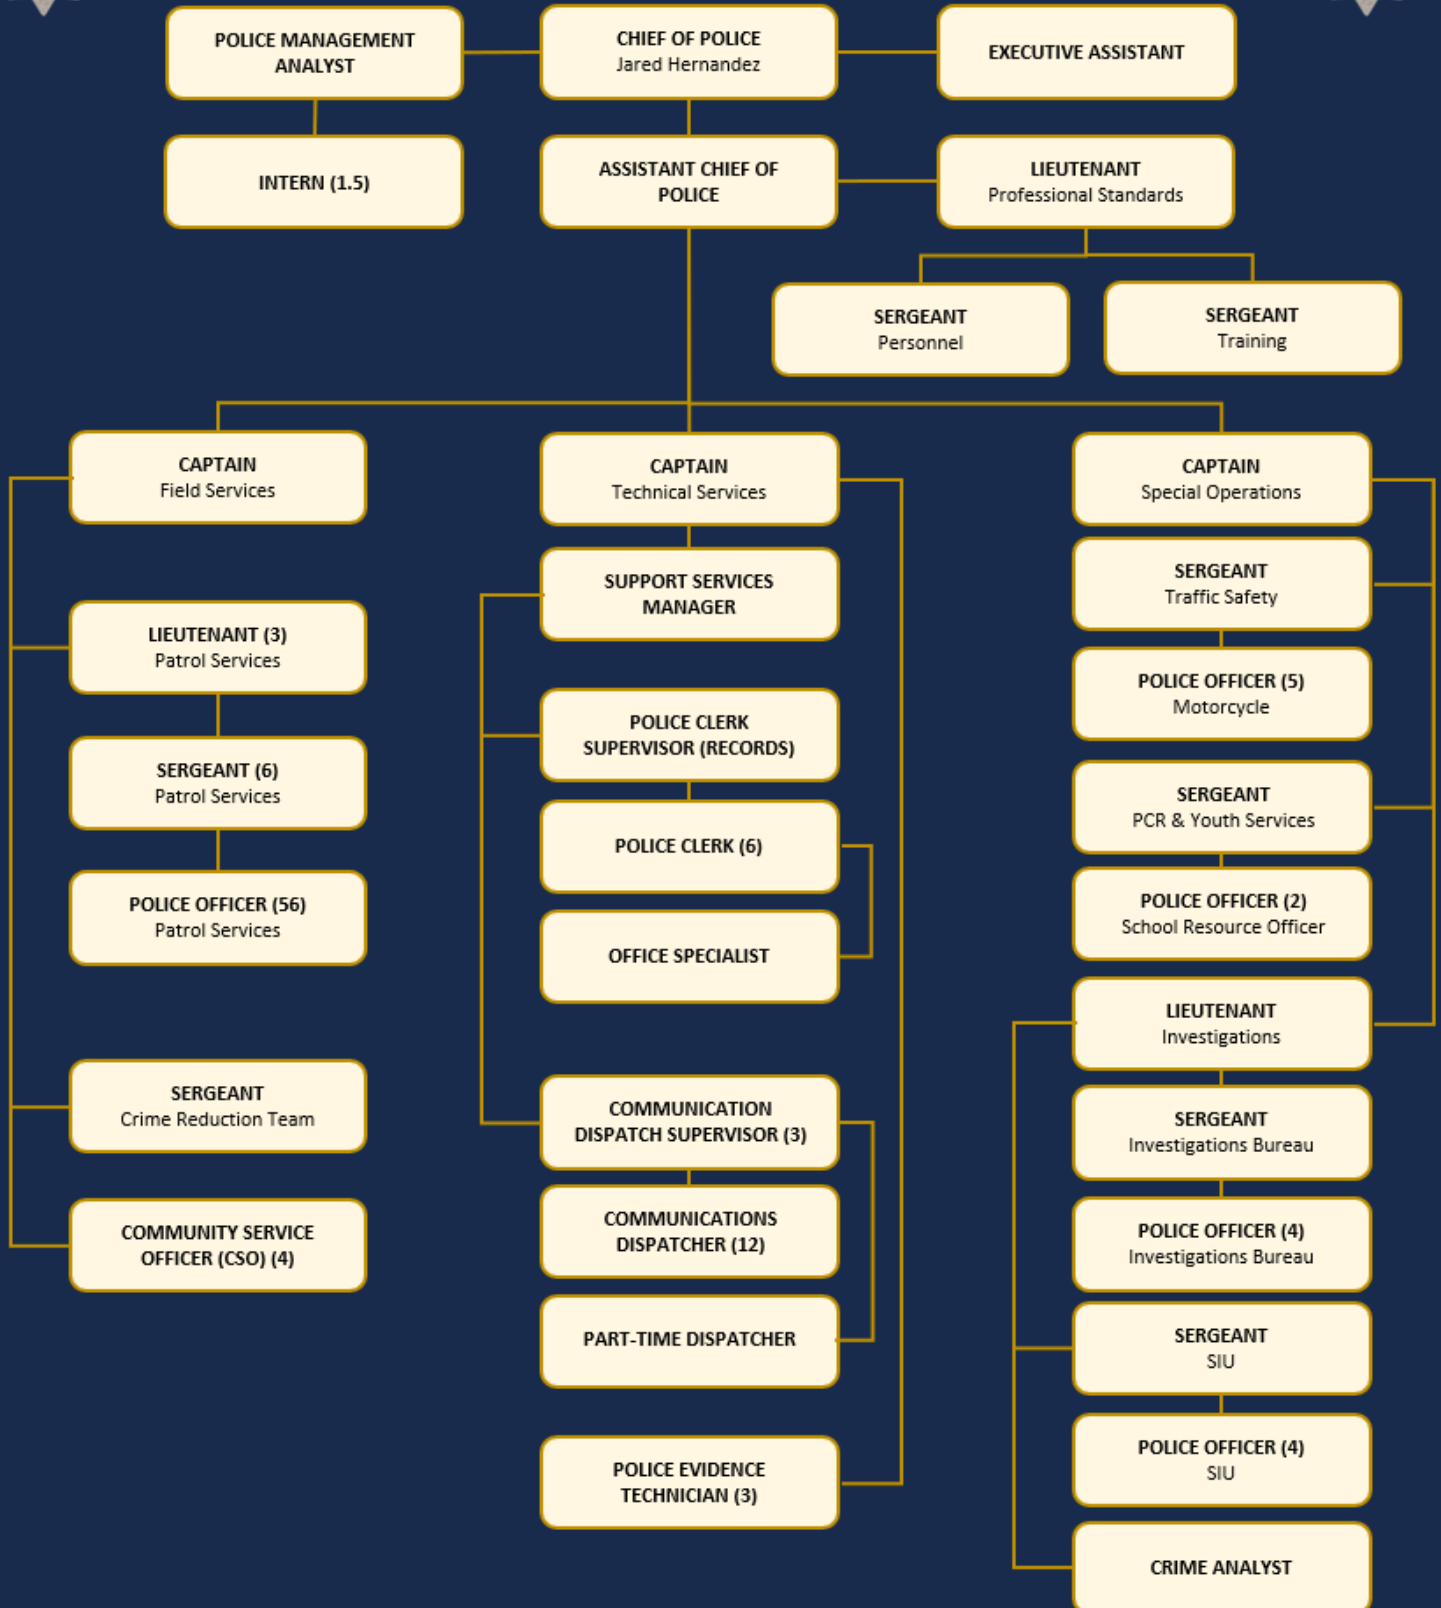 POLICE MANAGEMENT
ANALYST
CHIEF OF POLICE
Jared Hernandez
EXECUTIVE ASSISTANT
INTERN (1.5)
ASSISTANT CHIEF OF
POLICE
LIEUTENANT
Professional Standards
SERGEANT
Personnel
SERGEANT
Training
CAPTAIN
Field Services
LIEUTENANT (3)
Patrol Services
SERGEANT (6)
Patrol Services
POLICE OFFICER (56)
Patrol Services
SERGEANT
Crime Reduction Team
COMMUNITY SERVICE
OFFICER (CSO) (4)
CAPTAIN
Technical Services
SUPPORT SERVICES
MANAGER
POLICE CLERK
SUPERVISOR (RECORDS)
POLICE CLERK (6)
OFFICE SPECIALIST
COMMUNICATION
DISPATCH SUPERVISOR (3)
COMMUNICATIONS
DISPATCHER (12)
PART-TIME DISPATCHER
POLICE EVIDENCE
TECHNICIAN (3)
CAPTAIN
Special Operations
SERGEANT
Traffic Safety
POLICE OFFICER (5)
Motorcycle
SERGEANT
PCR & Youth Services
POLICE OFFICER (2)
School Resource Officer
LIEUTENANT
Investigations
SERGEANT
Investigations Bureau
POLICE OFFICER (4)
Investigations Bureau
SERGEANT
SIU
POLICE OFFICER (4)
SIU
CRIME ANALYST